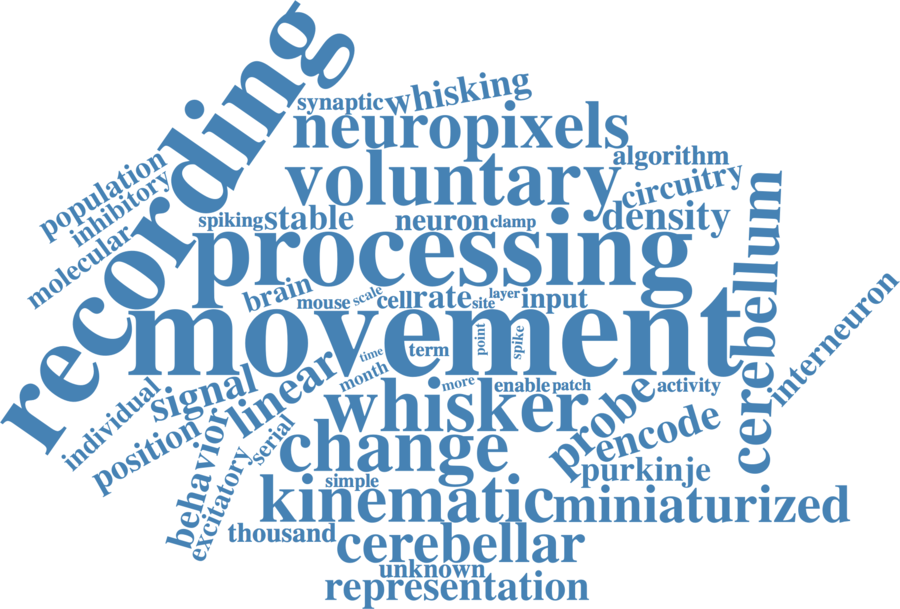 recording
synaptic
whisking
neuropixels
voluntary
algorithm
circuitry
density
population
inhibitory
molecular
spiking
stable
neuron
clamp
processing
cerebellum
brain
mouse
scale
cell
rate
site
layer
input
movement
interneuron
time
term
point
spike
month
more
enable
patch
activity
individual
signal
linear
position
whisker
probe
encode
behavior
serial
change
purkinje
excitatory
simple
kinematic
miniaturized
thousand
cerebellar
unknown
representation